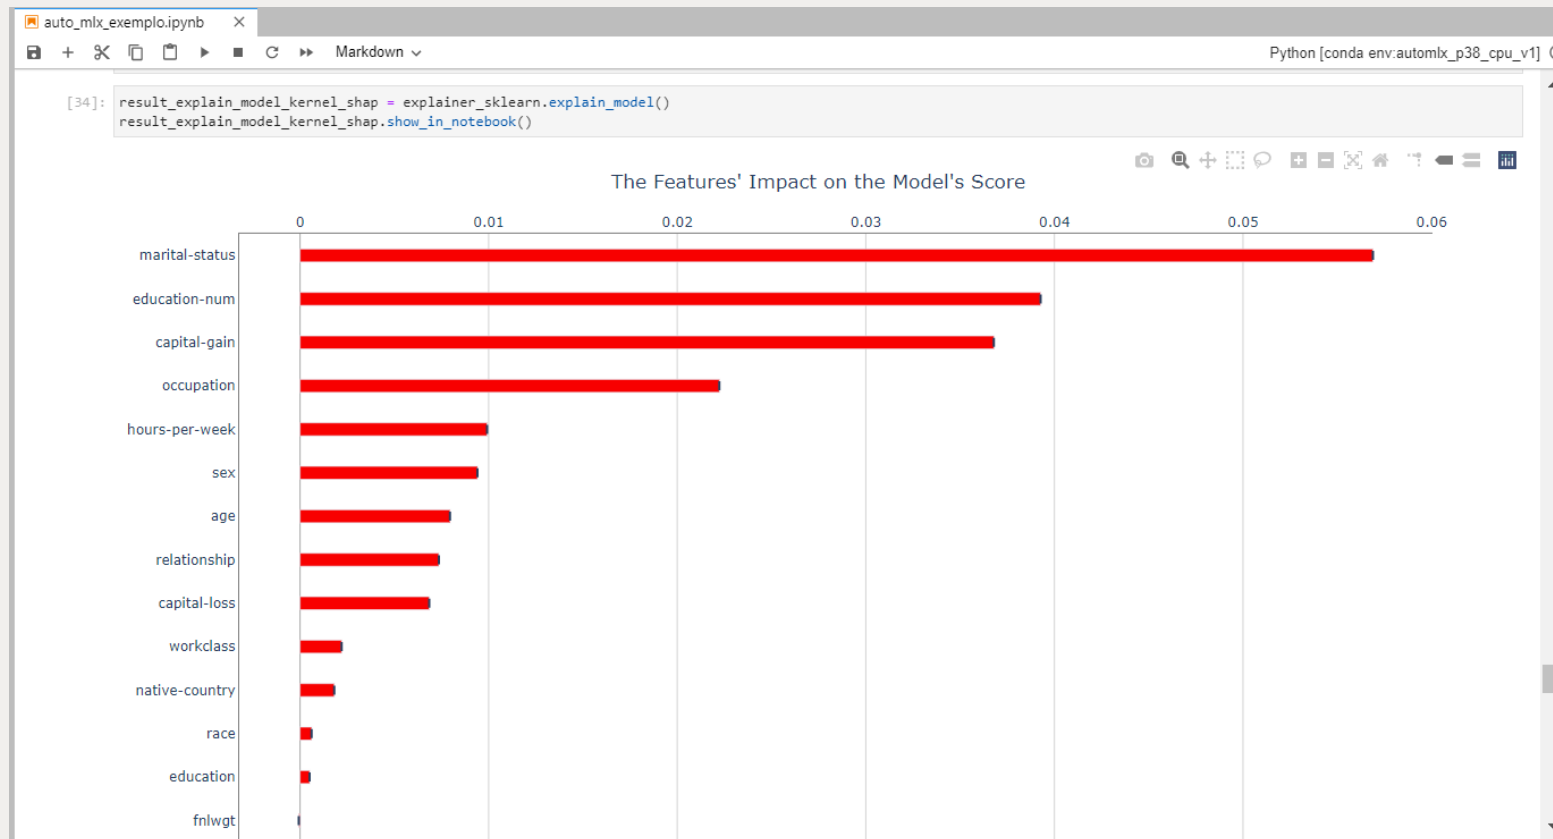 auto_mlx_exemplo.ipynb
Markdown
Python [conda env:automlx_p38_cpu_v1]
[34]: result_explain_model_kernel_shap = explainer_sklearn.explain_model()
result_explain_model_kernel_shap.show_in_notebook()
The Features' Impact on the Model's Score
0 0.01 0.02 0.03 0.04 0.05 0.06
marital-status
education-num
capital-gain
occupation
hours-per-week
sex
age
relationship
capital-loss
workclass
native-country
race
education
fnlwgt